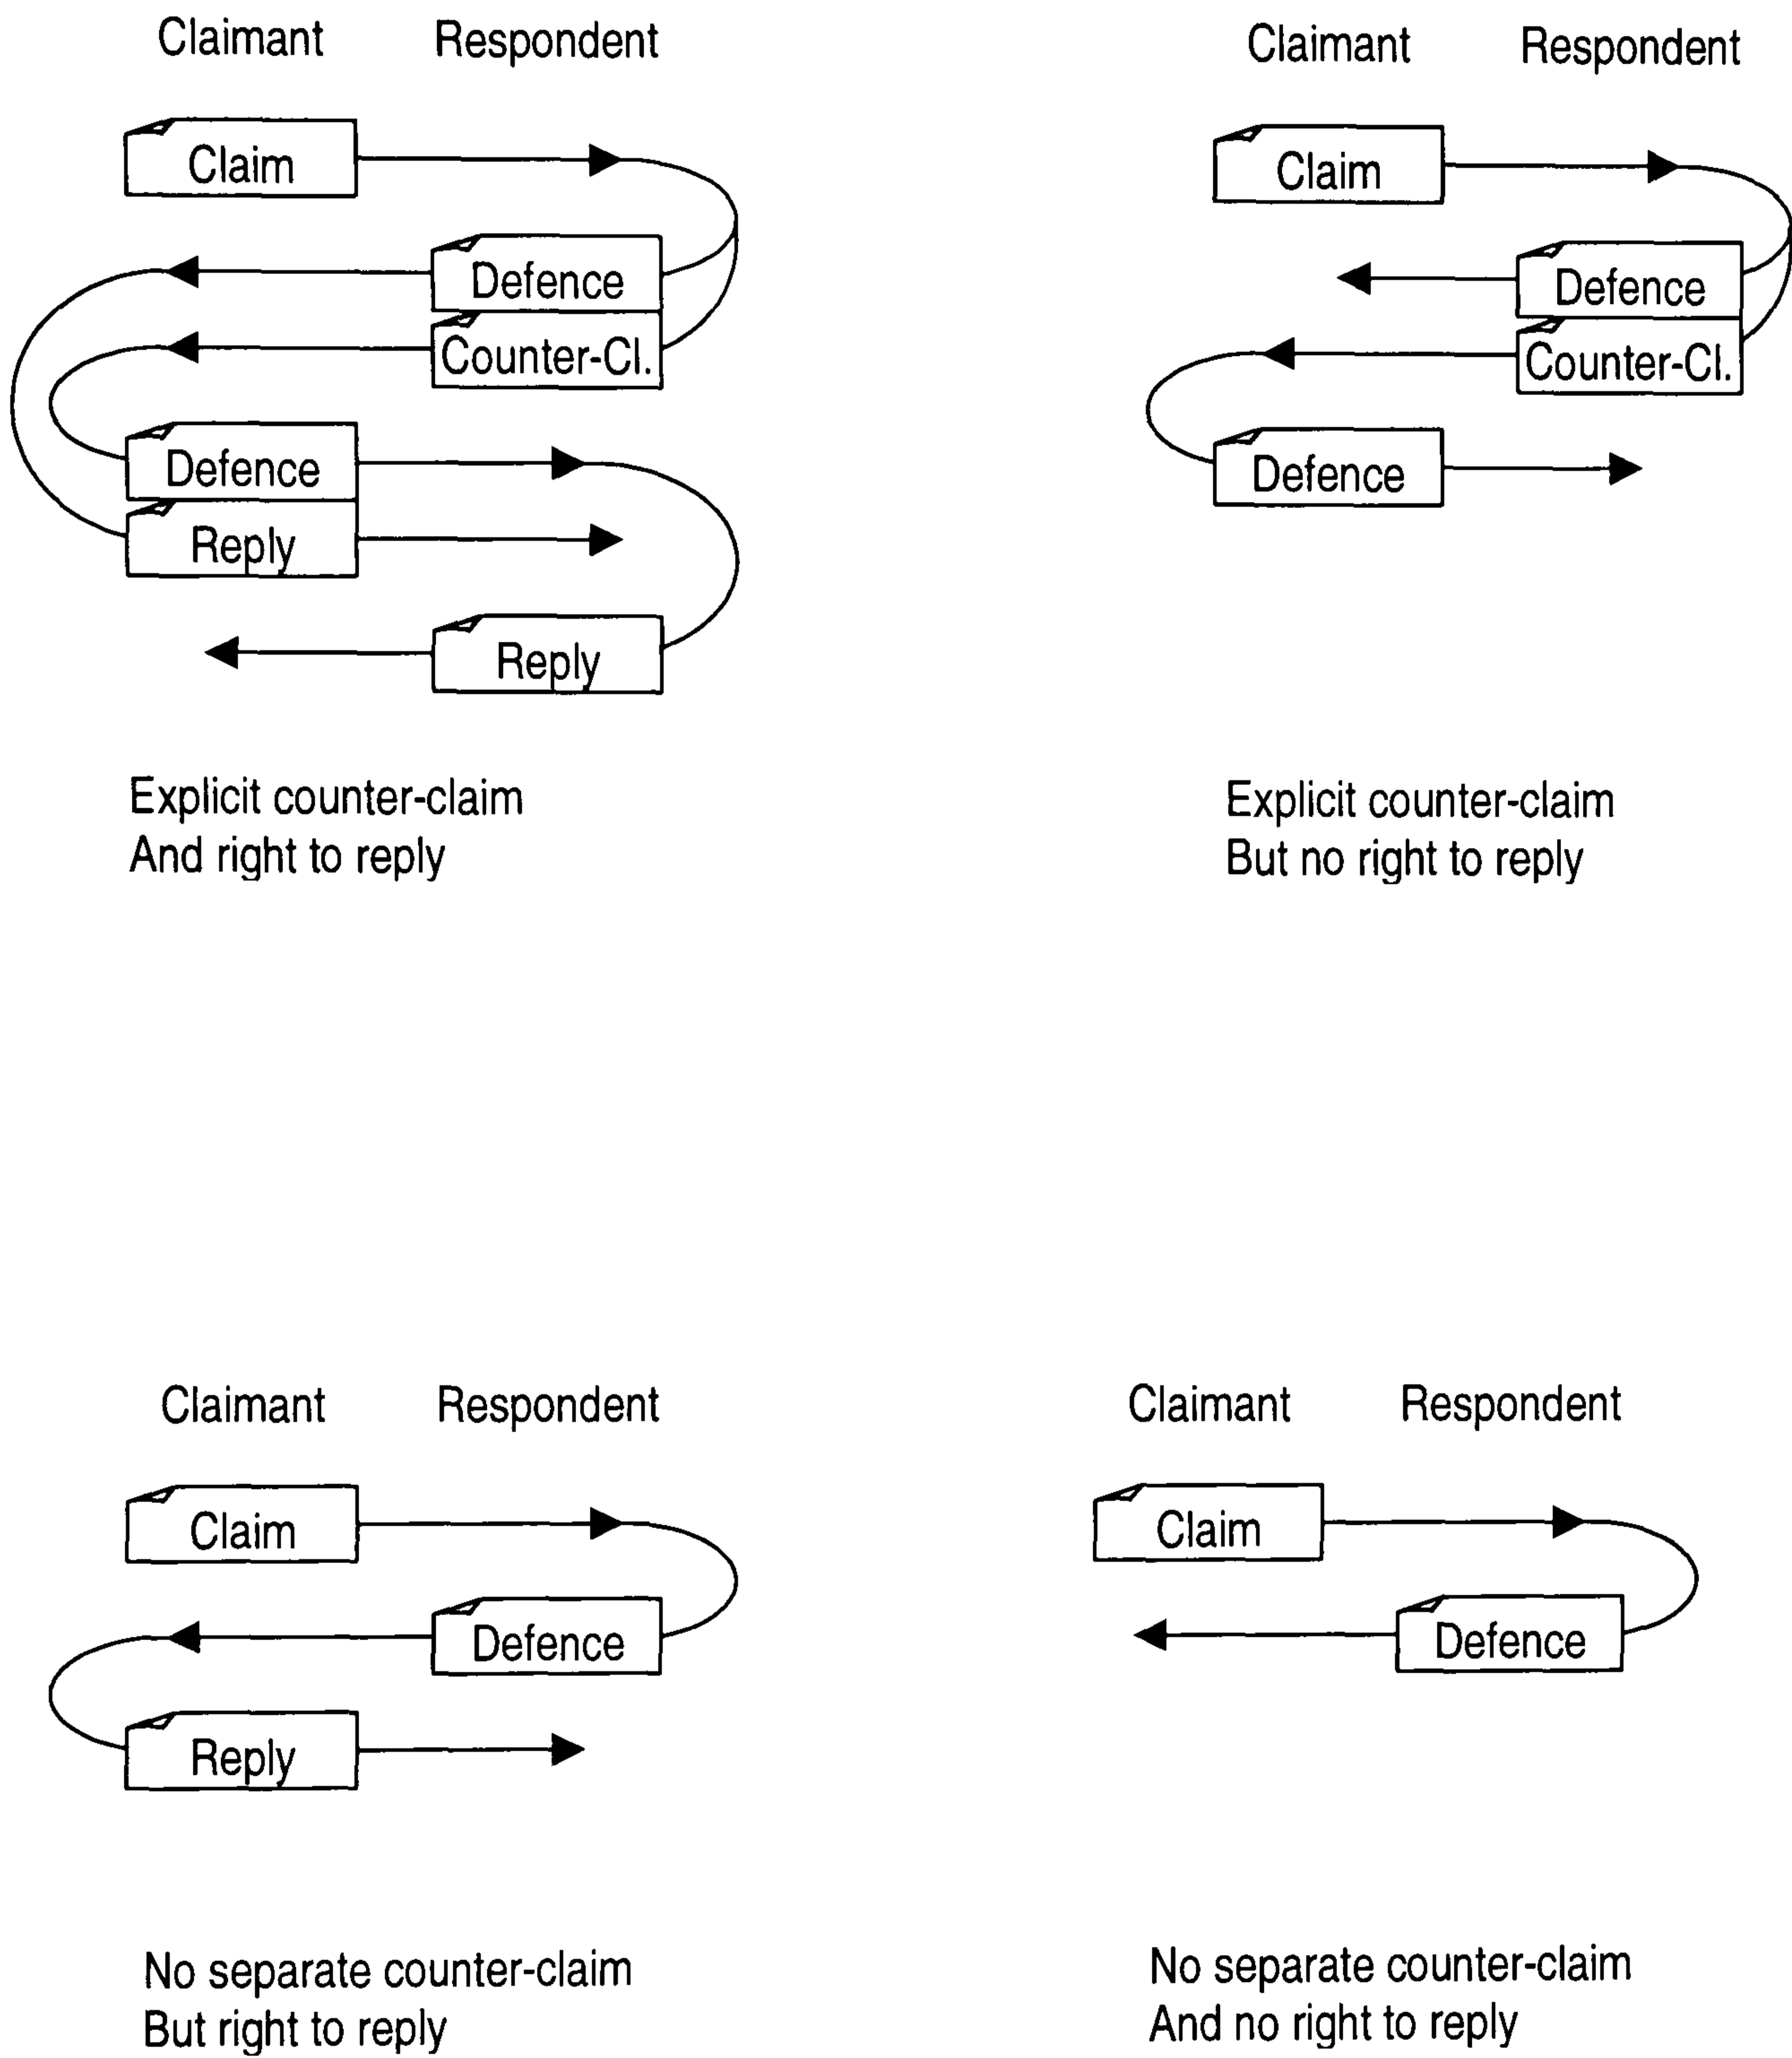 Claimant Respondent
Claim
Defence
Counter-Cl.
Defence
Reply
Reply
Explicit counter-claim
And right to reply
Claimant Respondent
Claim
Defence
Counter-Cl.
Defence
Explicit counter-claim
But no right to reply
Claimant Respondent
Claim
Defence
Reply
No separate counter-claim
But right to reply
Claimant Respondent
Claim
Defence
No separate counter-claim
And no right to reply